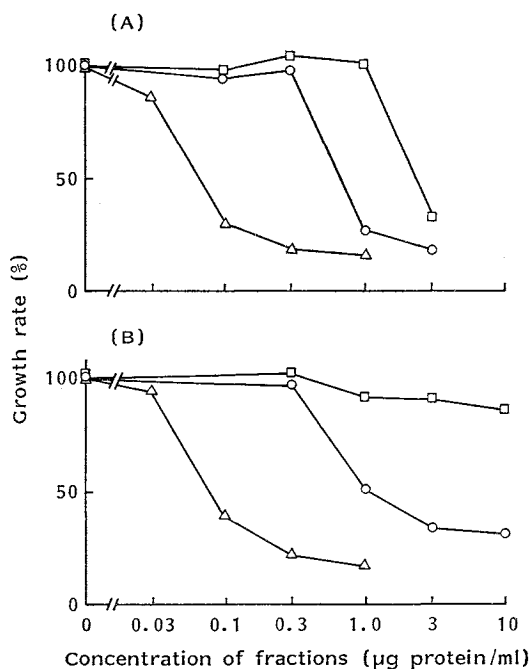 (A)
100
50
0
(B)
100
50
0
0 0.03 0.1 0.3 1.0 3 10
Growth rate (%)
Concentration of fractions (μg protein/ml)